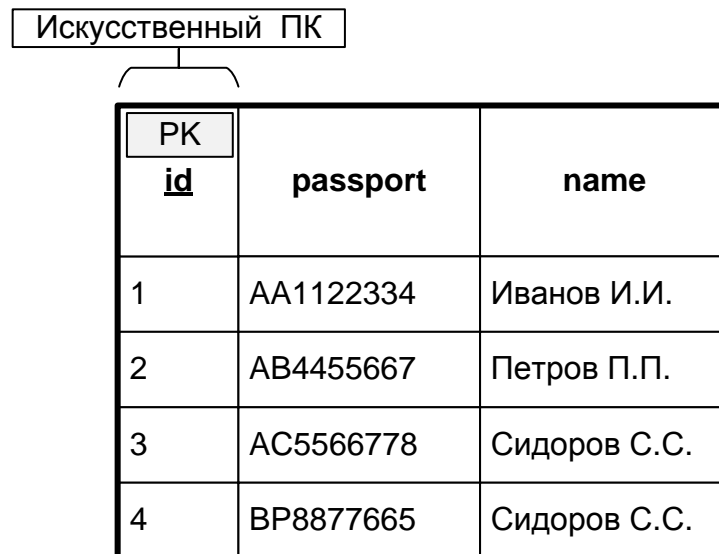 Искусственный ПК
PK
id passport name
1 AA1122334 Иванов И.И.
2 AB4455667 Петров П.П.
3 AC5566778 Сидоров С.С.
4 BP8877665 Сидоров С.С.